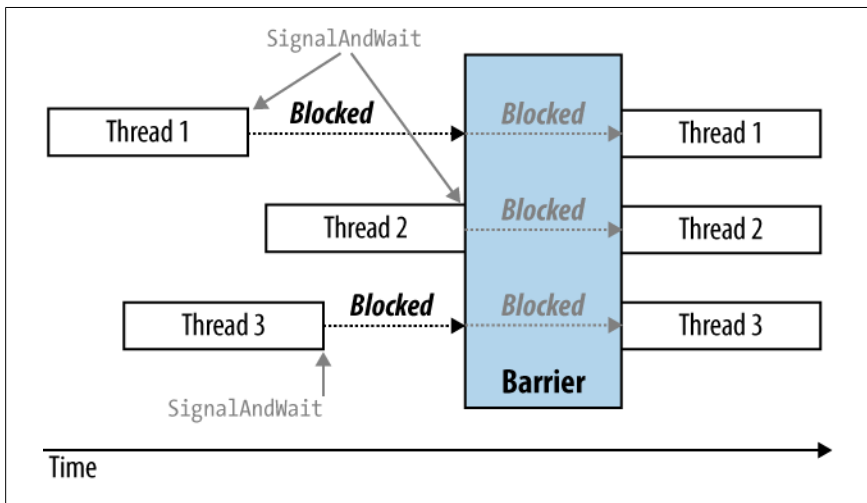 SignalAndWait
Thread 1
Blocked
Blocked
Thread 1
Thread 2
Blocked
Thread 2
Thread 3
Blocked
Blocked
Thread 3
Barrier
SignalAndWait
Time